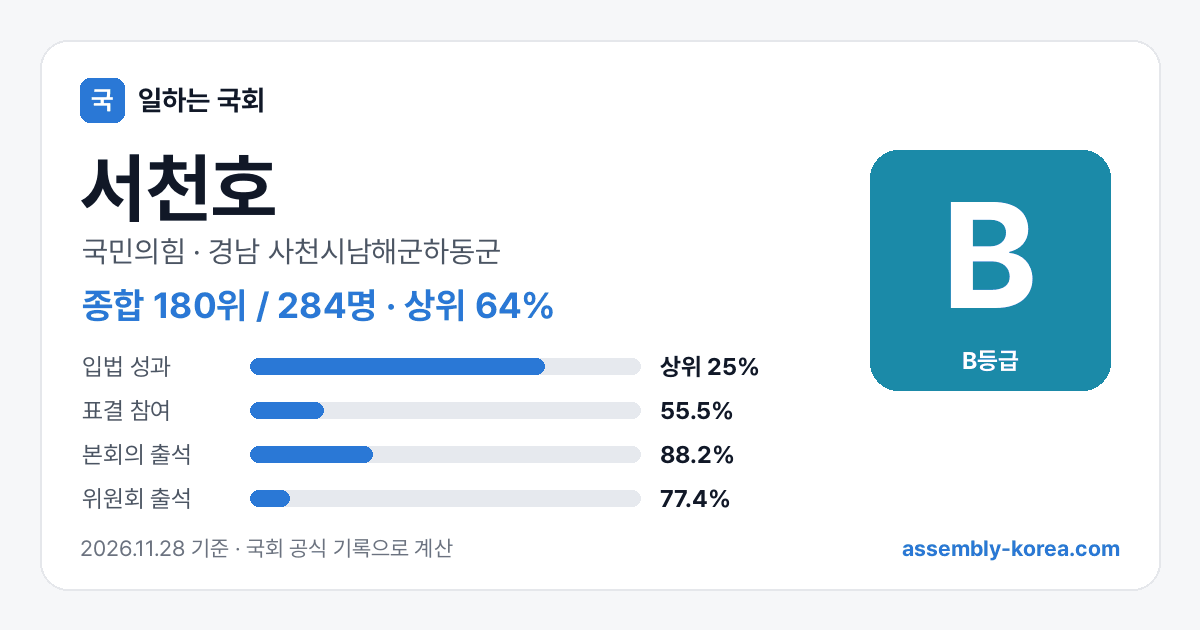 국 일하는 국회
서천호
국민의힘 · 경남 사천시남해군하동군
종합 180위 / 284명 · 상위 64%
B
B등급
입법 성과 상위 25%
표결 참여 55.5%
본회의 출석 88.2%
위원회 출석 77.4%
2026.11.28 기준 · 국회 공식 기록으로 계산
assembly-korea.com